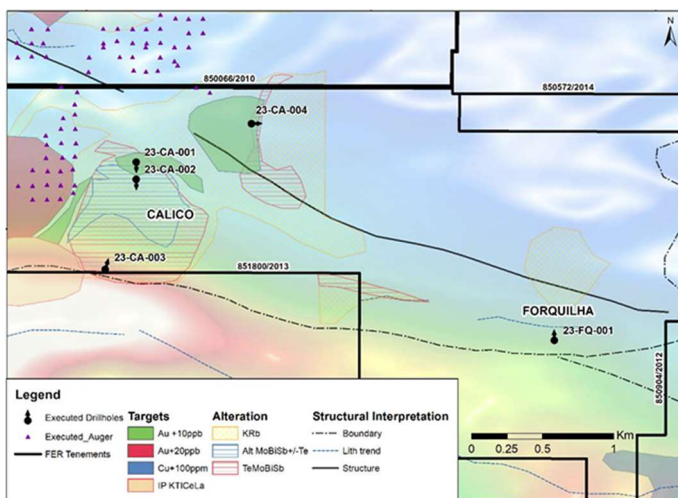 N
850066/2010
850572/2014
23-CA-004
23-CA-001
23-CA-002
CALICO
23-CA-003
851800/2013
FORQUILHA
23-FQ-001
850904/2012
Legend
Executed Drillholes
Executed_Auger
FER Tenements
Targets
Au +10ppb
Au+20ppb
Cu+100ppm
IP KTICeLa
Alteration
KRb
Alt MoBiSb+/-Te
TeMoBiSb
Structural Interpretation
Boundary
Lith trend
Structure
Km
0 0.5 1